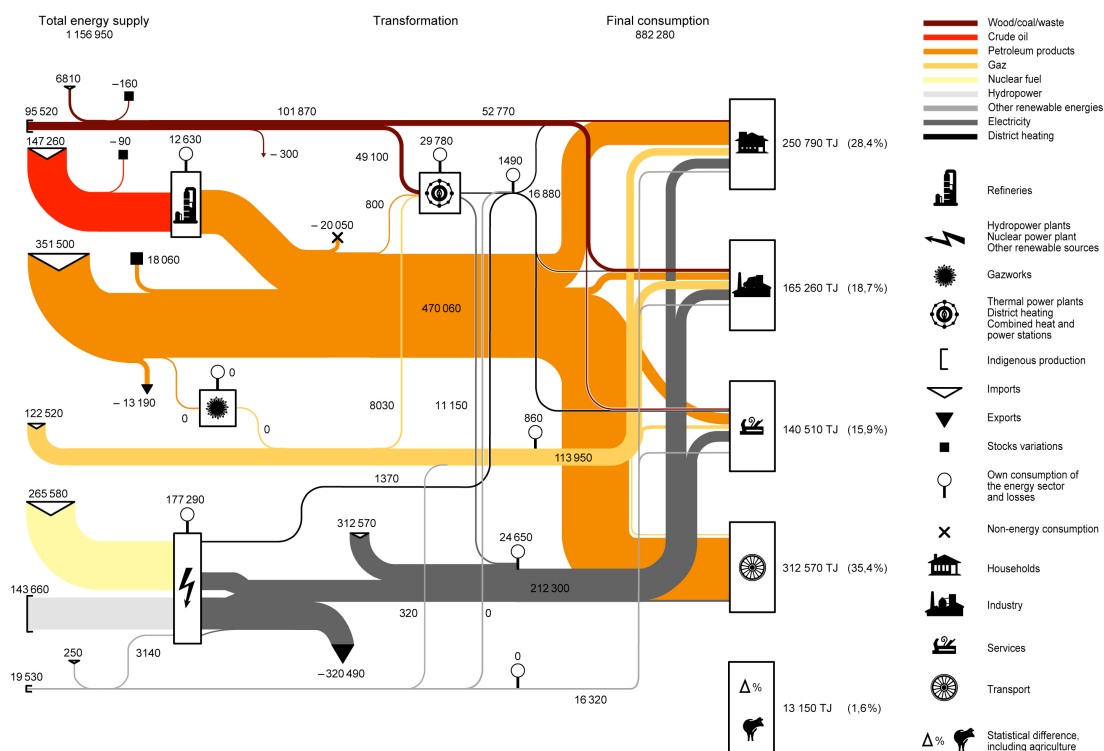 Total energy supply
1 156 950
Transformation
Final consumption
882 280
6810
–160
95 520
101 870
52 770
147 260
–90
12 630
– 300
49 100
29 780
1490
16 880
800
– 20 050
351 500
18 060
470 060
– 13 190
0
0
0
8030
11 150
122 520
860
113 950
1370
265 580
177 290
312 570
24 650
212 300
143 660
320
0
250
3140
–320 490
19 530
0
16 320
250 790 TJ (28,4%)
165 260 TJ (18,7%)
140 510 TJ (15,9%)
312 570 TJ (35,4%)
Δ %
13 150 TJ (1,6%)
Wood/coal/waste
Crude oil
Petroleum products
Gaz
Nuclear fuel
Hydropower
Other renewable energies
Electricity
District heating
Refineries
Hydropower plants
Nuclear power plant
Other renewable sources
Gazworks
Thermal power plants
District heating
Combined heat and
power stations
Indigenous production
Imports
Exports
Stocks variations
Own consumption of
the energy sector
and losses
Non-energy consumption
Households
Industry
Services
Transport
Δ %
Statistical difference,
including agriculture